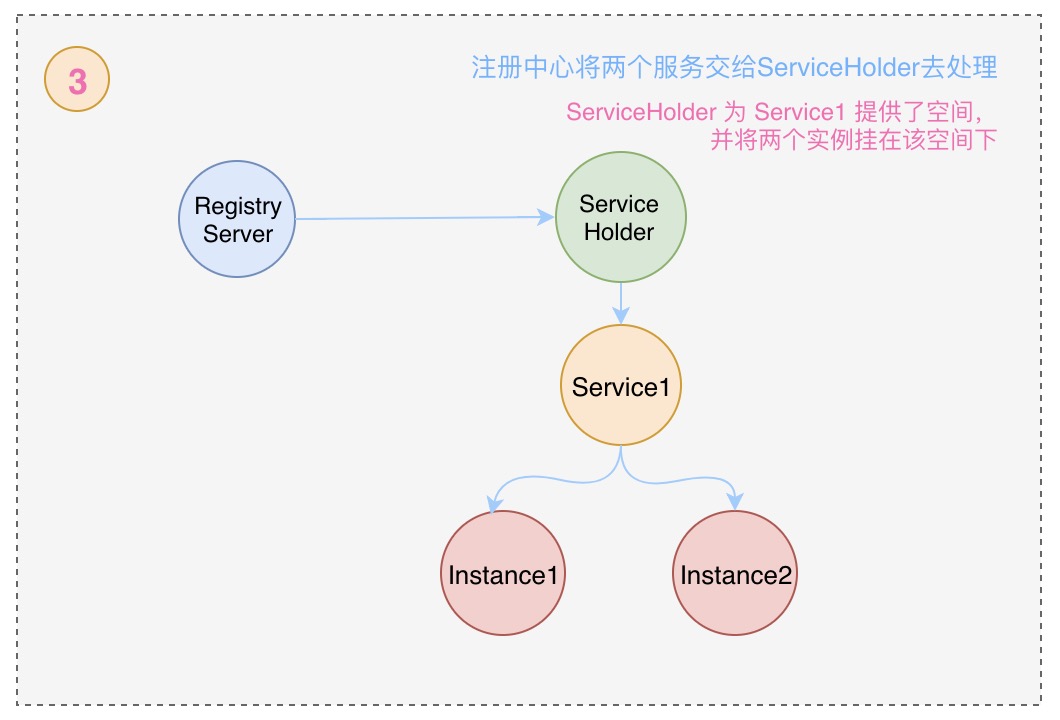 3
注册中心将两个服务交给ServiceHolder去处理
ServiceHolder 为 Service1 提供了空间，
并将两个实例挂在该空间下
Registry
Server
Service
Holder
Service1
Instance1
Instance2